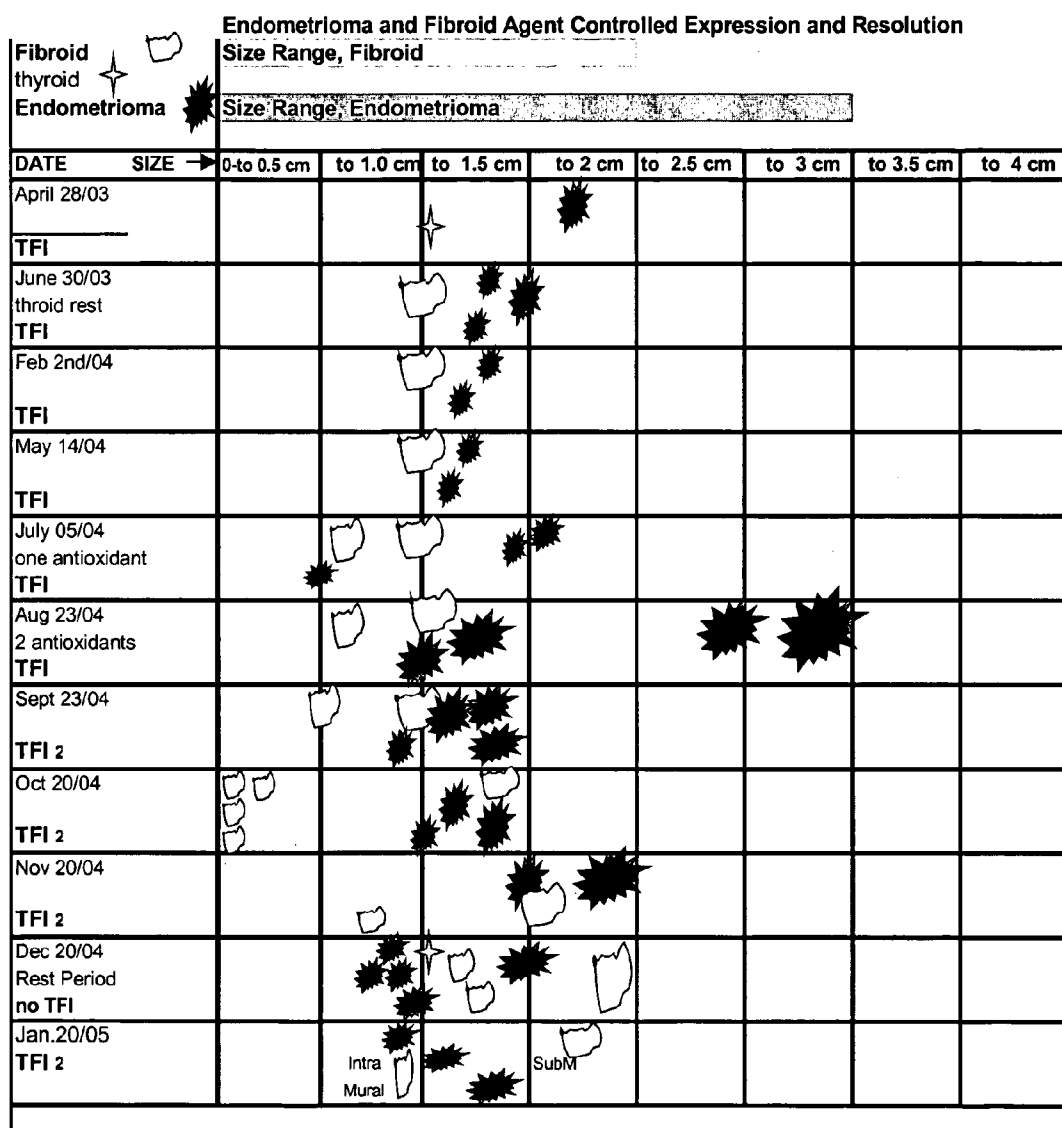 Endometrioma and Fibroid Agent Controlled Expression and Resolution
Fibroid
Size Range, Fibroid
thyroid
Endometrioma
Size Range, Endometrioma
DATE SIZE 0-to 0.5 cm to 1.0 cm to 1.5 cm to 2 cm to 2.5 cm to 3 cm to 3.5 cm to 4 cm
April 28/03
TFI
June 30/03
throid rest
TFI
Feb 2nd/04
TFI
May 14/04
TFI
July 05/04
one antioxidant
TFI
Aug 23/04
2 antioxidants
TFI
Sept 23/04
TFI 2
Oct 20/04
TFI 2
Nov 20/04
TFI 2
Dec 20/04
Rest Period
no TFI
Jan.20/05
TFI 2
Intra
Mural
SubM